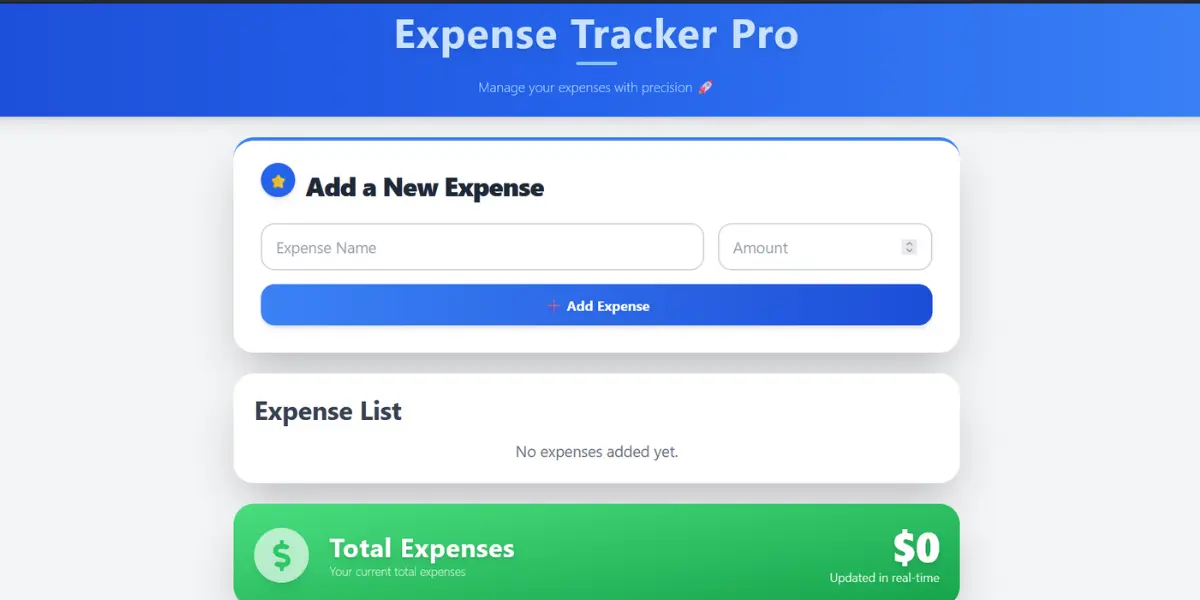 Expense Tracker Pro
Manage your expenses with precision 🚀
Add a New Expense
Expense Name
Amount
+ Add Expense
Expense List
No expenses added yet.
$
Total Expenses
$0
Your current total expenses
Updated in real-time